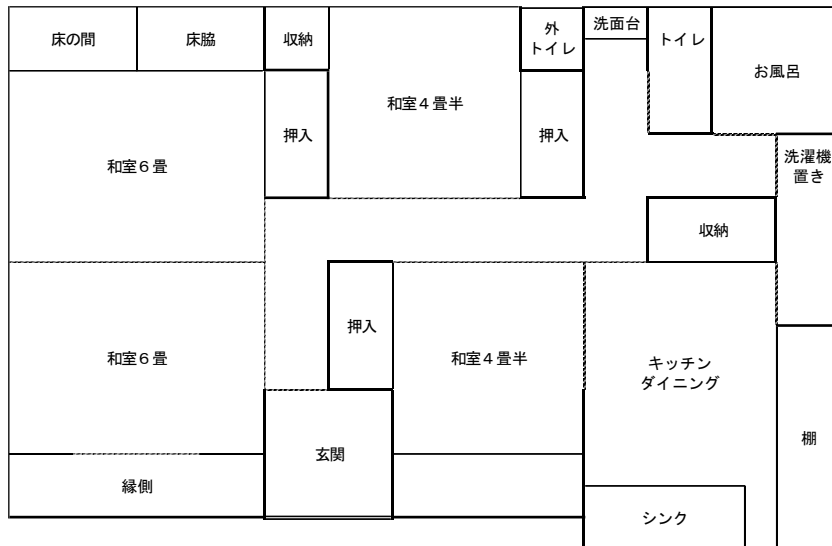 床の間
床脇
収納
外
トイレ
洗面台
トイレ
お風呂
和室４畳半
押入
押入
和室６畳
洗濯機
置き
収納
押入
和室６畳
和室４畳半
キッチン
ダイニング
玄関
棚
縁側
シンク